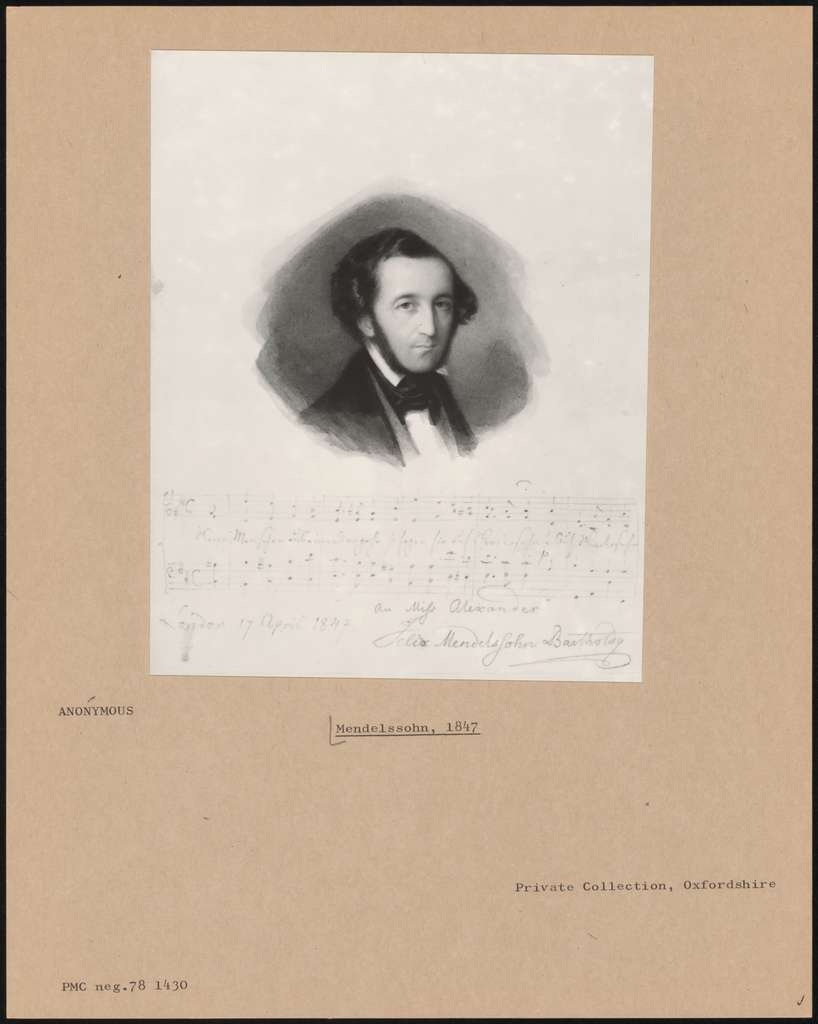 an Miss Alexander
London 17 April 1847
Felix Mendelssohn Bartholdy
ANONYMOUS
Mendelssohn, 1847
Private Collection, Oxfordshire
PMC neg.78 1430